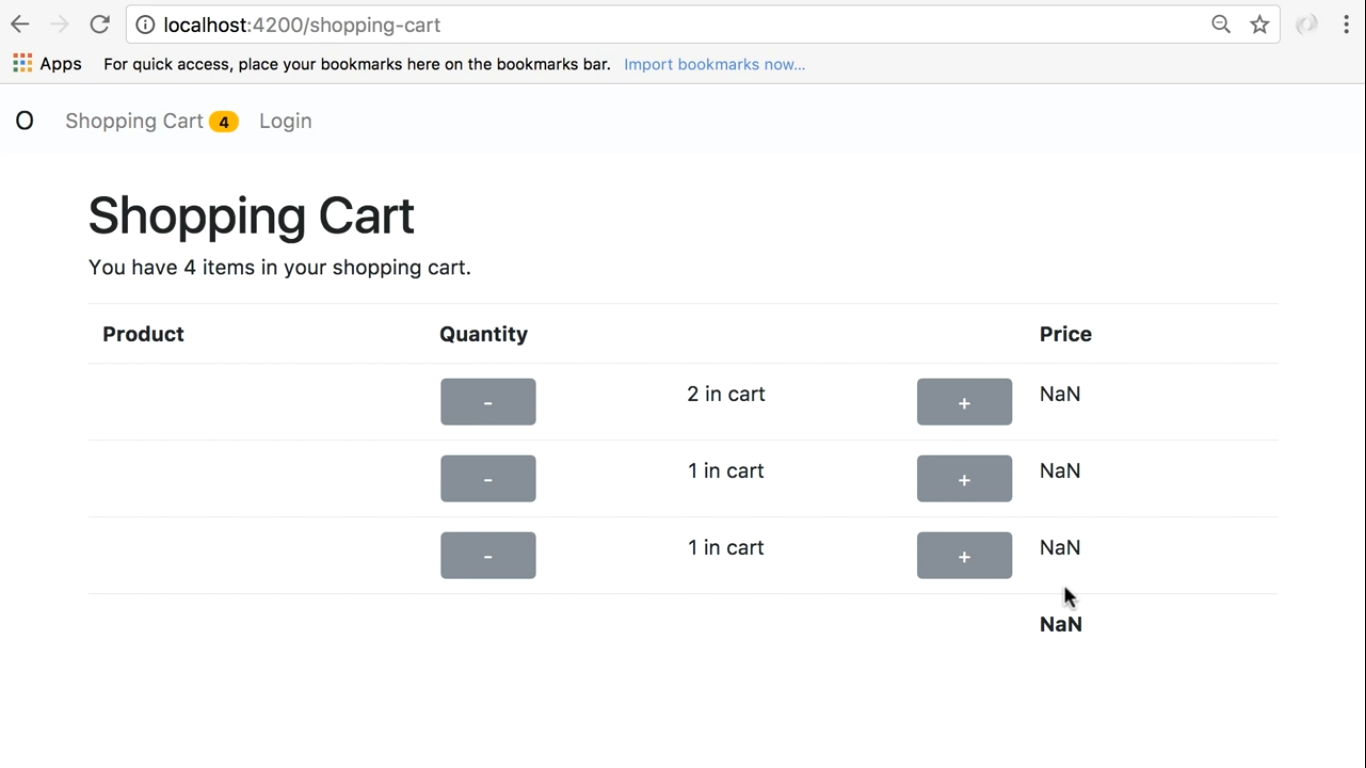 localhost:4200/shopping-cart
Apps For quick access, place your bookmarks here on the bookmarks bar. Import bookmarks now...
O Shopping Cart 4 Login
Shopping Cart
You have 4 items in your shopping cart.
Product Quantity Price
- 2 in cart + NaN
- 1 in cart + NaN
- 1 in cart + NaN
NaN